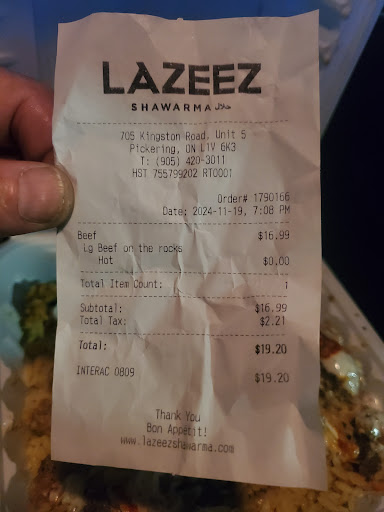 LAZEEZ
SHAWARMA حلال
705 Kingston Road, Unit 5
Pickering, ON L1V 6K3
T: (905) 420-3011
HST 755799202 RT0001
Order# 1790166
Date: 2024-11-19, 7:08 PM
Beef $16.99
Lg Beef on the rocks
Hot $0.00
Total Item Count: 1
Subtotal: $16.99
Total Tax: $2.21
Total: $19.20
INTERAC 0809
$19.20
Thank You
Bon Appetit!
www.lazeezshawarma.com